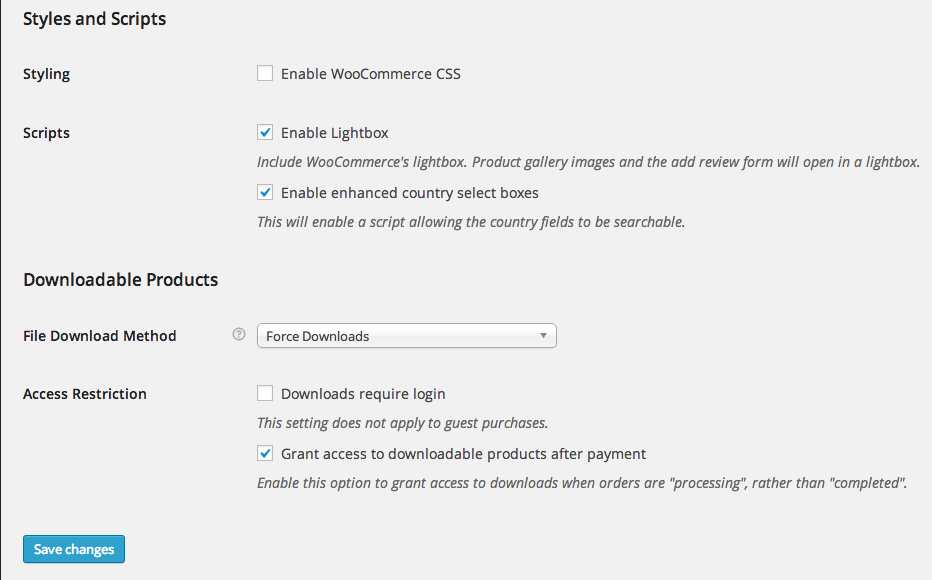 Styles and Scripts
Styling
Enable WooCommerce CSS
Scripts
Enable Lightbox
Include WooCommerce's lightbox. Product gallery images and the add review form will open in a lightbox.
Enable enhanced country select boxes
This will enable a script allowing the country fields to be searchable.
Downloadable Products
File Download Method
?
Force Downloads
Access Restriction
Downloads require login
This setting does not apply to guest purchases.
Grant access to downloadable products after payment
Enable this option to grant access to downloads when orders are "processing", rather than "completed".
Save changes